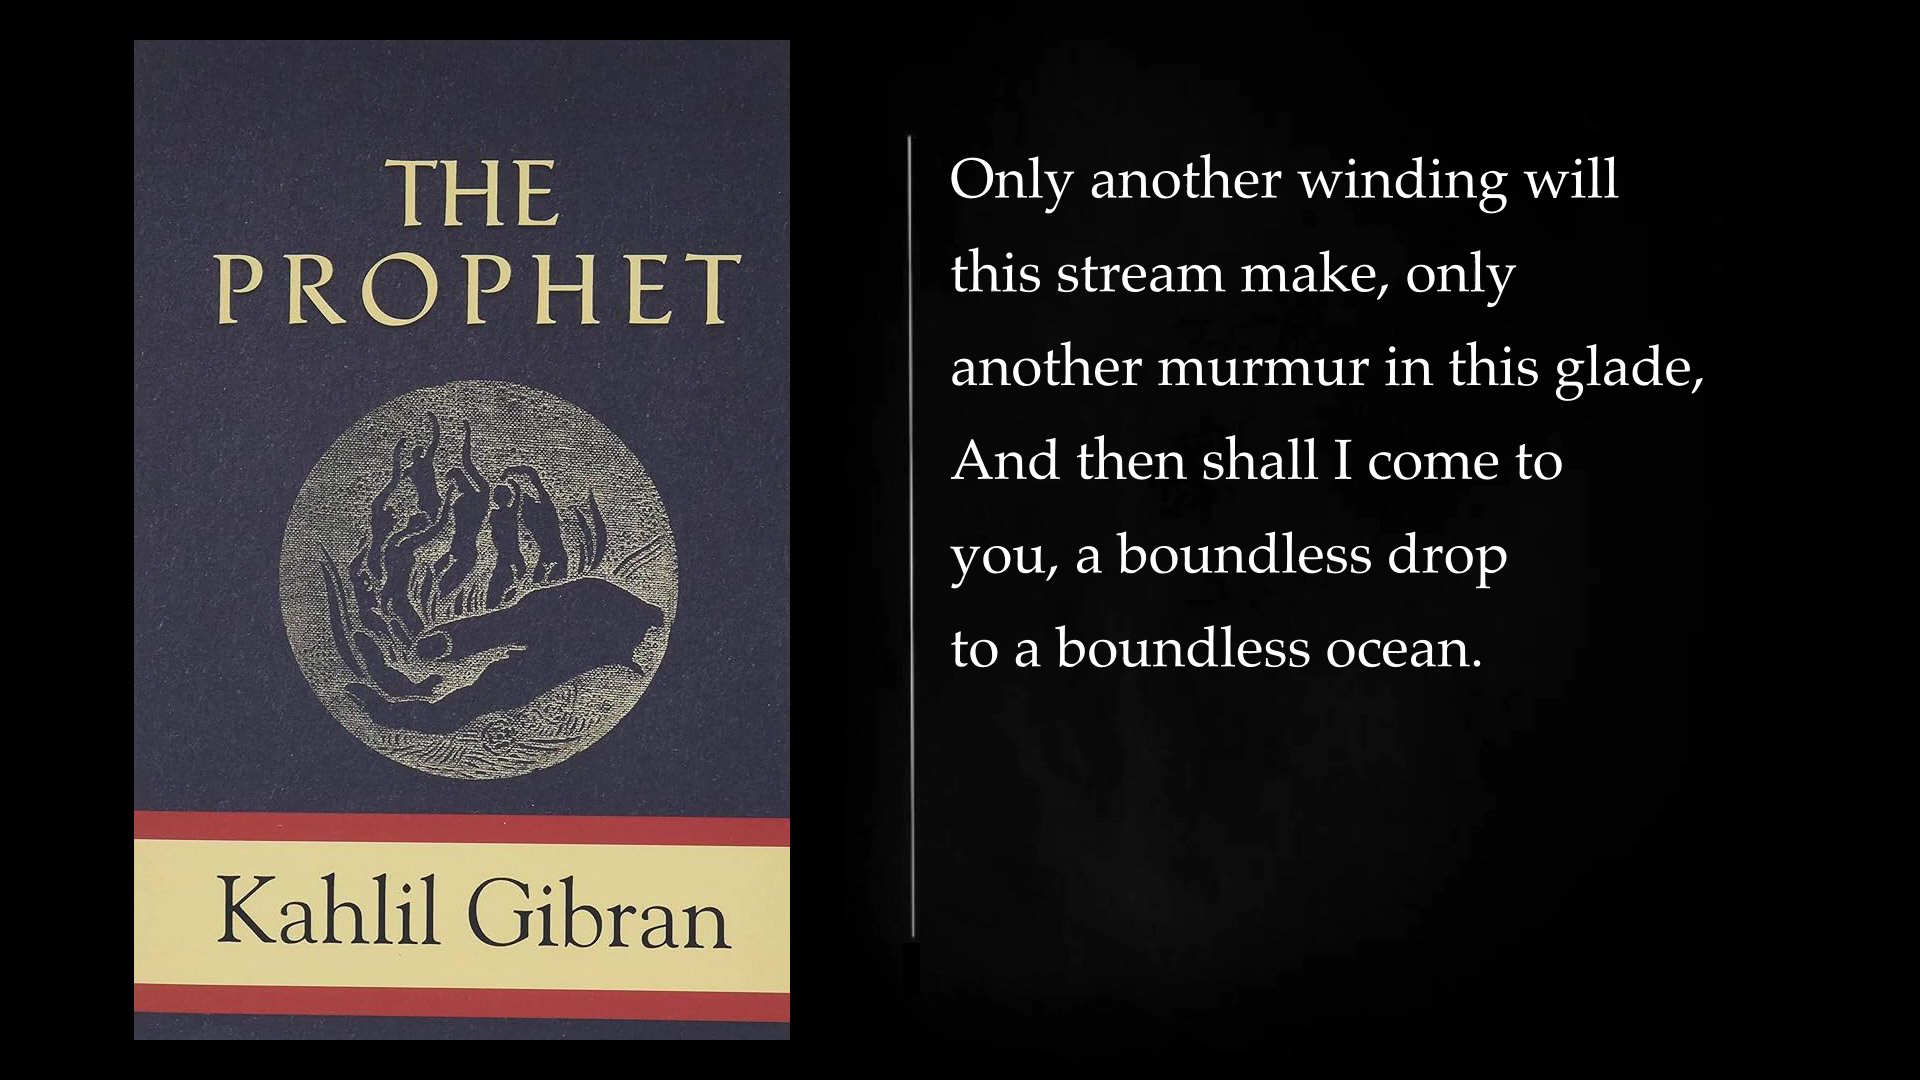 THE
PROPHET
Kahlil Gibran
Only another winding will
this stream make, only
another murmur in this glade,
And then shall I come to
you, a boundless drop
to a boundless ocean.